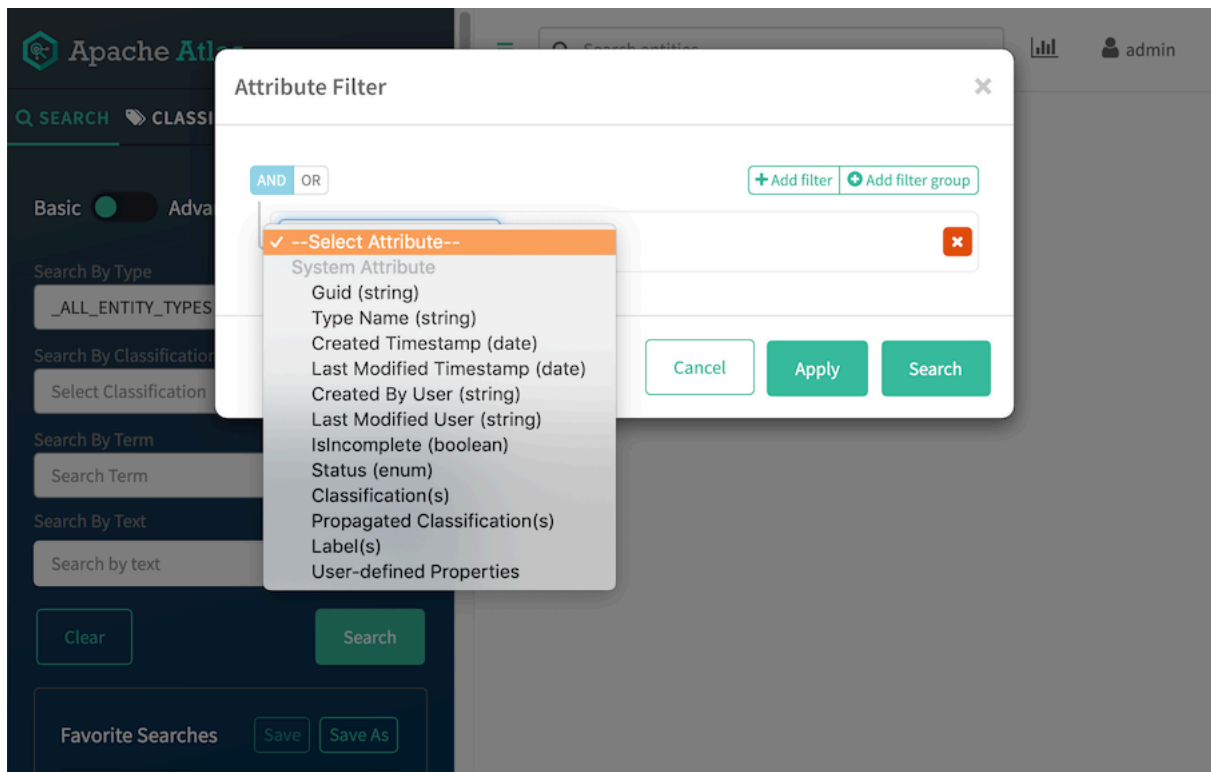 Apache Atl
Search entities
admin
SEARCH CLASSI
Basic Adva
Search By Type
_ALL_ENTITY_TYPES
Search By Classification
Select Classification
Search By Term
Search Term
Search By Text
Search by text
Clear Search
Favorite Searches Save Save As
Attribute Filter
AND OR
Add filter Add filter group
--Select Attribute--
System Attribute
Guid (string)
Type Name (string)
Created Timestamp (date)
Last Modified Timestamp (date)
Created By User (string)
Last Modified User (string)
IsIncomplete (boolean)
Status (enum)
Classification(s)
Propagated Classification(s)
Label(s)
User-defined Properties
Cancel Apply Search